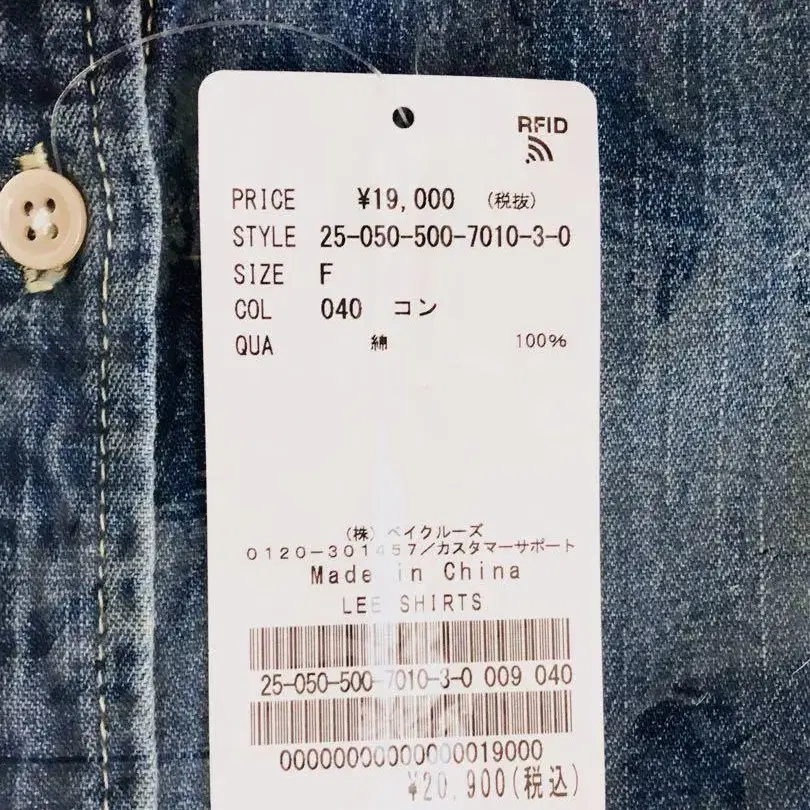 RFID
PRICE ¥19,000 (税抜)
STYLE 25-050-500-7010-3-0
SIZE F
COL 040 コン
QUA 綿 100%
(株) ベイクルーズ
0120-301457/カスタマーサポート
Made in China
LEE SHIRTS
25-050-500-7010-3-0 009 040
0000000000000019000
¥20,900(税込)